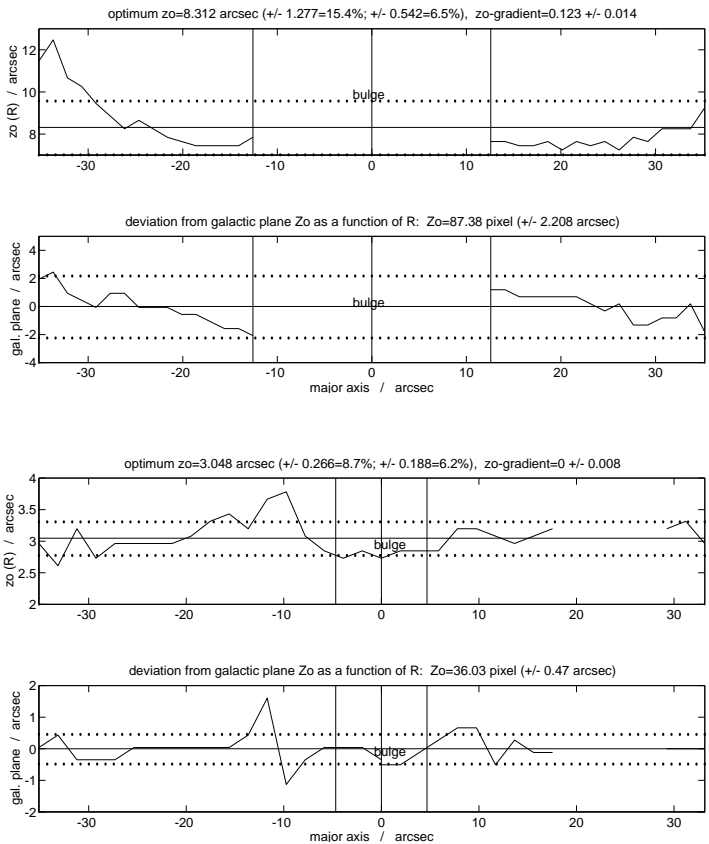 optimum zo=8.312 arcsec (+/- 1.277=15.4%; +/- 0.542=6.5%),  zo-gradient=0.123 +/- 0.014
zo (R)  /  arcsec
12
10
8
bulge
-30 -20 -10 0 10 20 30
deviation from galactic plane Zo as a function of R:  Zo=87.38 pixel (+/- 2.208 arcsec)
gal. plane  /  arcsec
4
2
0
-2
-4
bulge
-30 -20 -10 0 10 20 30
major axis   /   arcsec
optimum zo=3.048 arcsec (+/- 0.266=8.7%; +/- 0.188=6.2%),  zo-gradient=0 +/- 0.008
zo (R)  /  arcsec
4
3.5
3
2.5
2
bulge
-30 -20 -10 0 10 20 30
deviation from galactic plane Zo as a function of R:  Zo=36.03 pixel (+/- 0.47 arcsec)
gal. plane  /  arcsec
2
1
0
-1
-2
bulge
-30 -20 -10 0 10 20 30
major axis   /   arcsec